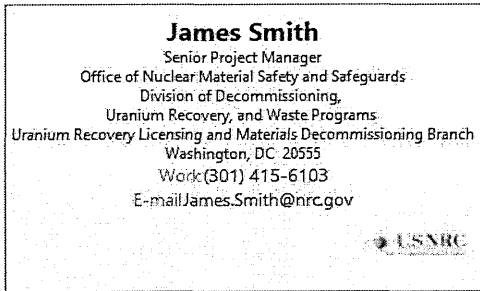 James Smith
Senior Project Manager
Office of Nuclear Material Safety and Safeguards
Division of Decommissioning,
Uranium Recovery, and Waste Programs
Uranium Recovery Licensing and Materials Decommissioning Branch
Washington, DC 20555
Work:(301) 415-6103
E-mailJames.Smith@nrc.gov
USNRC